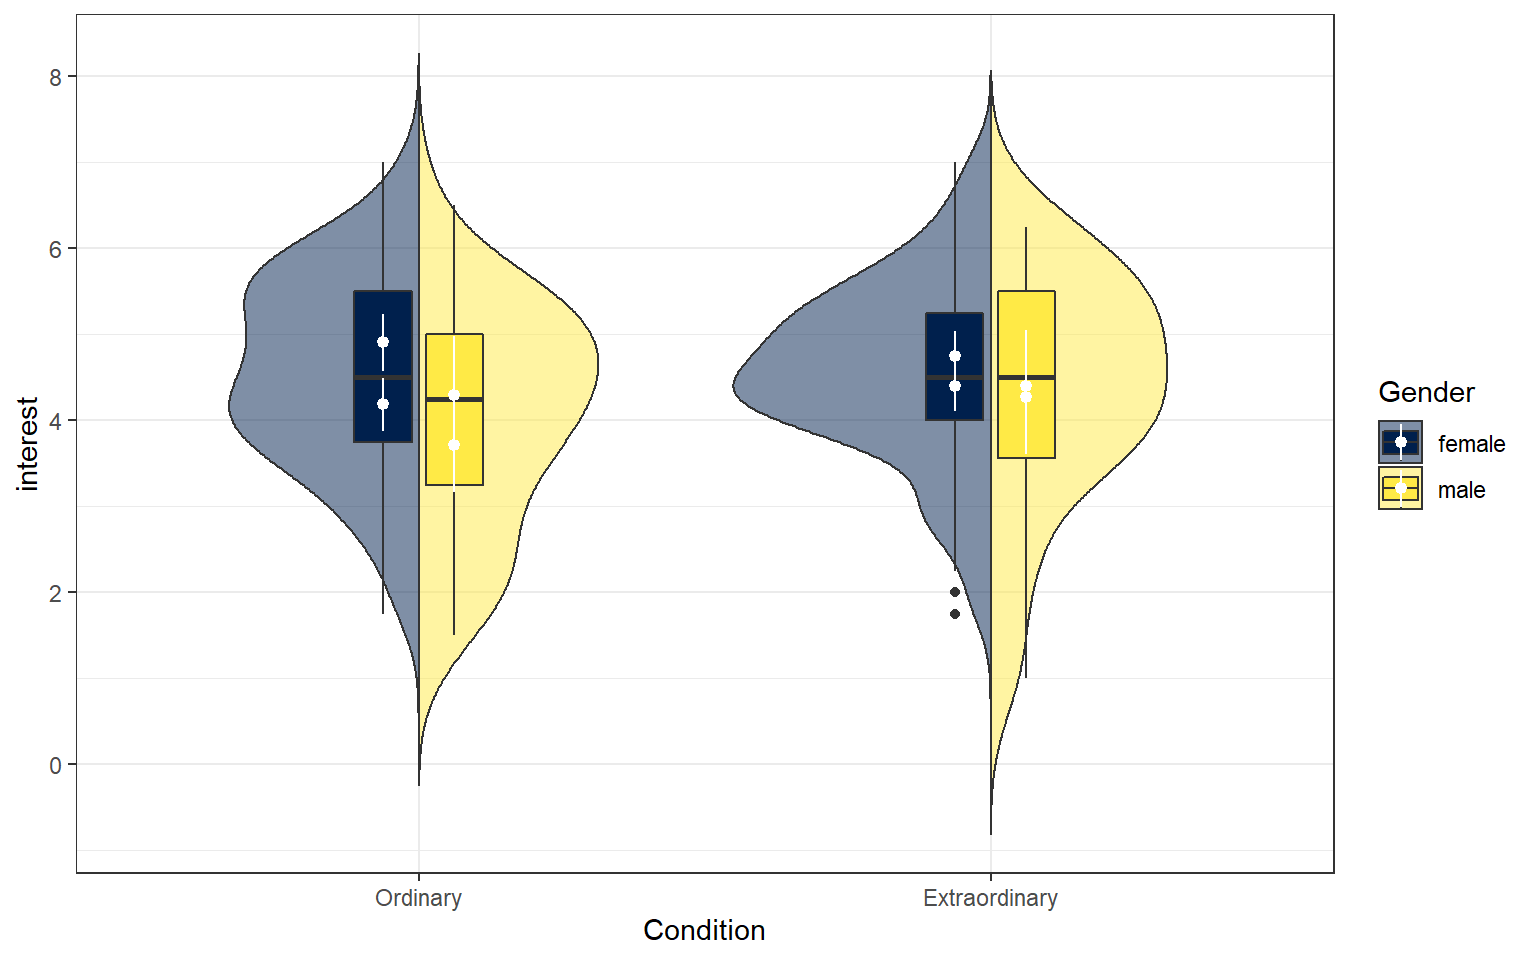 8
6
4
2
0
interest
Ordinary
Extraordinary
Condition
Gender
female
male